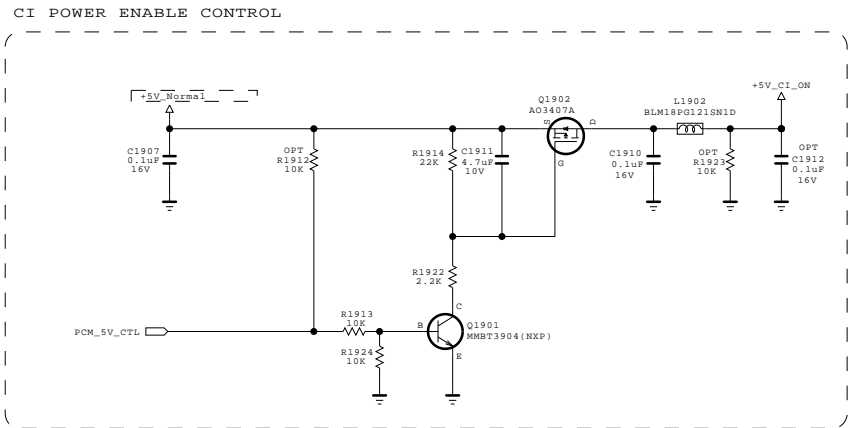 CI POWER ENABLE CONTROL
+5V_Normal
Q1902
AO3407A
S
D
G
L1902
BLM18PG121SN1D
+5V_CI_ON
C1907
0.1uF
16V
OPT
R1912
10K
R1914
22K
C1911
4.7uF
10V
C1910
0.1uF
16V
OPT
R1923
10K
OPT
C1912
0.1uF
16V
R1922
2.2K
PCM_5V_CTL
R1913
10K
R1924
10K
B
C
E
Q1901
MMBT3904(NXP)